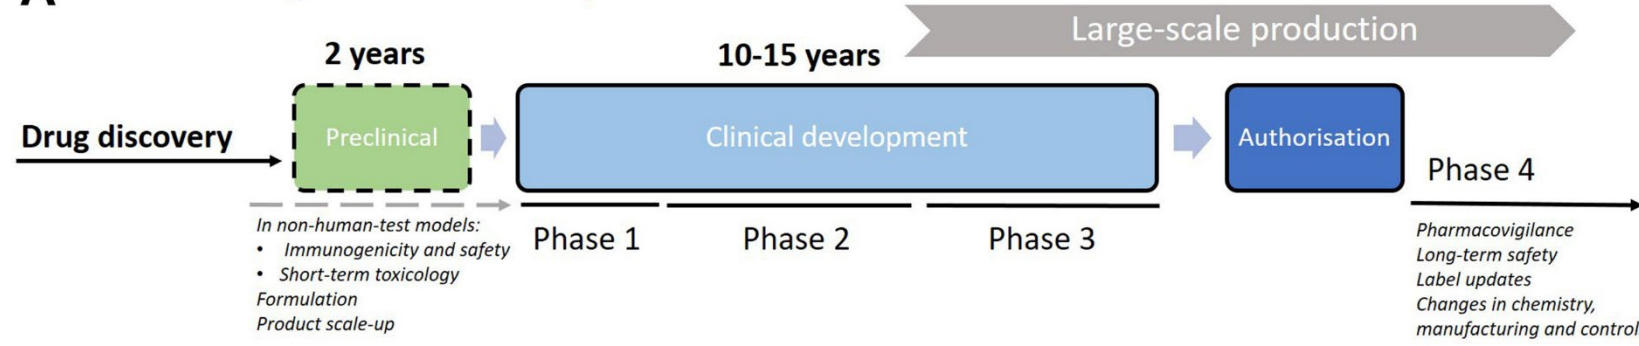 A
Large-scale production
2 years
10-15 years
Drug discovery
Preclinical
Clinical development
Authorisation
Phase 4
In non-human-test models:
• Immunogenicity and safety
• Short-term toxicology
Formulation
Product scale-up
Phase 1
Phase 2
Phase 3
Pharmacovigilance
Long-term safety
Label updates
Changes in chemistry,
manufacturing and control